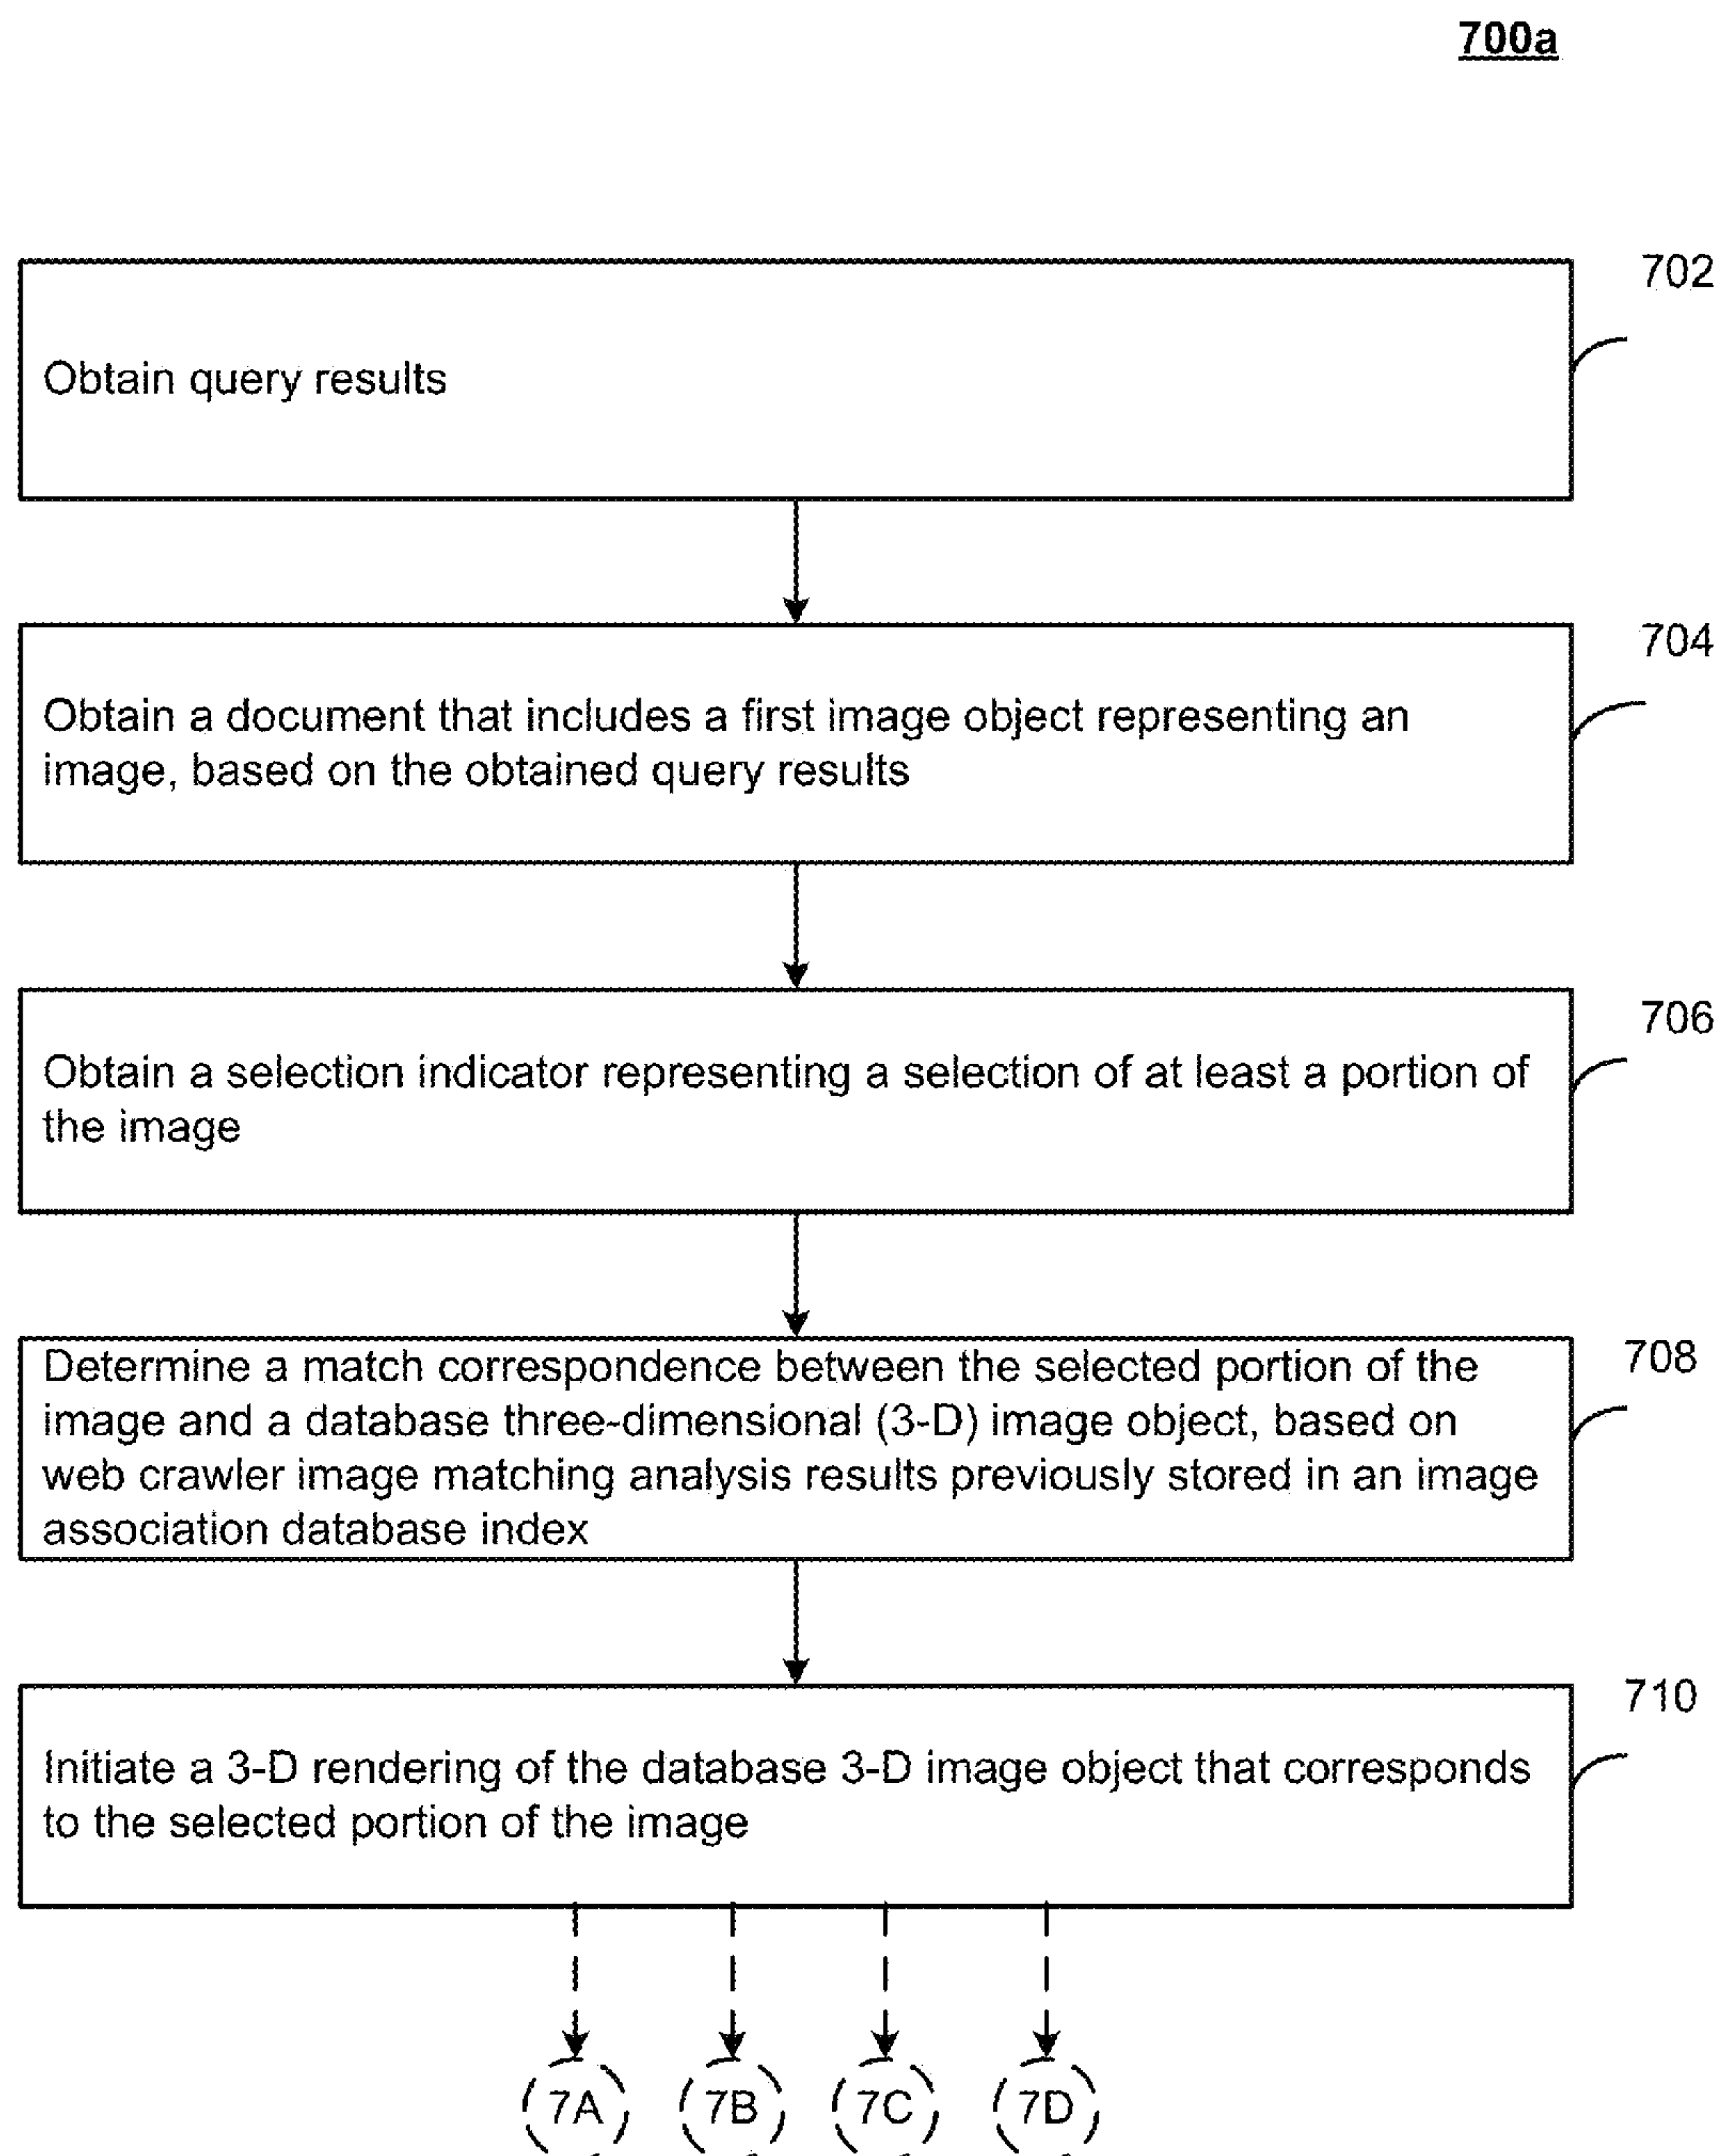 700a
702
Obtain query results
704
Obtain a document that includes a first image object representing an
image, based on the obtained query results
706
Obtain a selection indicator representing a selection of at least a portion of
the image
708
Determine a match correspondence between the selected portion of the
image and a database three-dimensional (3-D) image object, based on
web crawler image matching analysis results previously stored in an image
association database index
710
Initiate a 3-D rendering of the database 3-D image object that corresponds
to the selected portion of the image
7A 7B 7C 7D